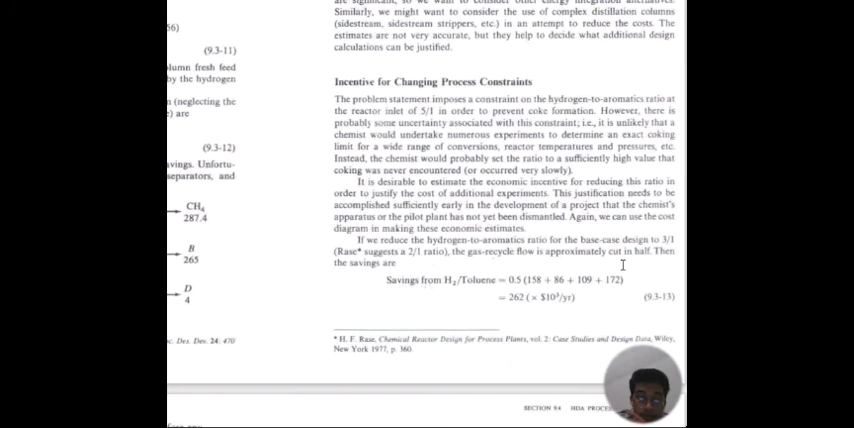 56)
(9.3-11)
lumn fresh feed
by the hydrogen
n (neglecting the
:) are
(9.3-12)
avings. Unfortu-
separators, and
CH₄
287.4
B
265
D
4
c. Des. Dev. 24: 470
Similarly, we might want to consider the use of complex distillation columns
(sidestream, sidestream strippers, etc.) in an attempt to reduce the costs. The
estimates are not very accurate, but they help to decide what additional design
calculations can be justified.
Incentive for Changing Process Constraints
The problem statement imposes a constraint on the hydrogen-to-aromatics ratio at
the reactor inlet of 5/1 in order to prevent coke formation. However, there is
probably some uncertainty associated with this constraint; i.e., it is unlikely that a
chemist would undertake numerous experiments to determine an exact coking
limit for a wide range of conversions, reactor temperatures and pressures, etc.
Instead, the chemist would probably set the ratio to a sufficiently high value that
coking was never encountered (or occurred very slowly).
It is desirable to estimate the economic incentive for reducing this ratio in
order to justify the cost of additional experiments. This justification needs to be
accomplished sufficiently early in the development of a project that the chemist's
apparatus or the pilot plant has not yet been dismantled. Again, we can use the cost
diagram in making these economic estimates.
If we reduce the hydrogen-to-aromatics ratio for the base-case design to 3/1
(Rase* suggests a 2/1 ratio), the gas-recycle flow is approximately cut in half. Then
the savings are
Savings from H₂/Toluene = 0.5 (158 + 86 + 109 + 172)
= 262 (× $10³/yr) (9.3-13)
* H. F. Rase, Chemical Reactor Design for Process Plants, vol. 2: Case Studies and Design Data, Wiley,
New York 1977, p. 360.
SECTION 9.4 HDA PROCES